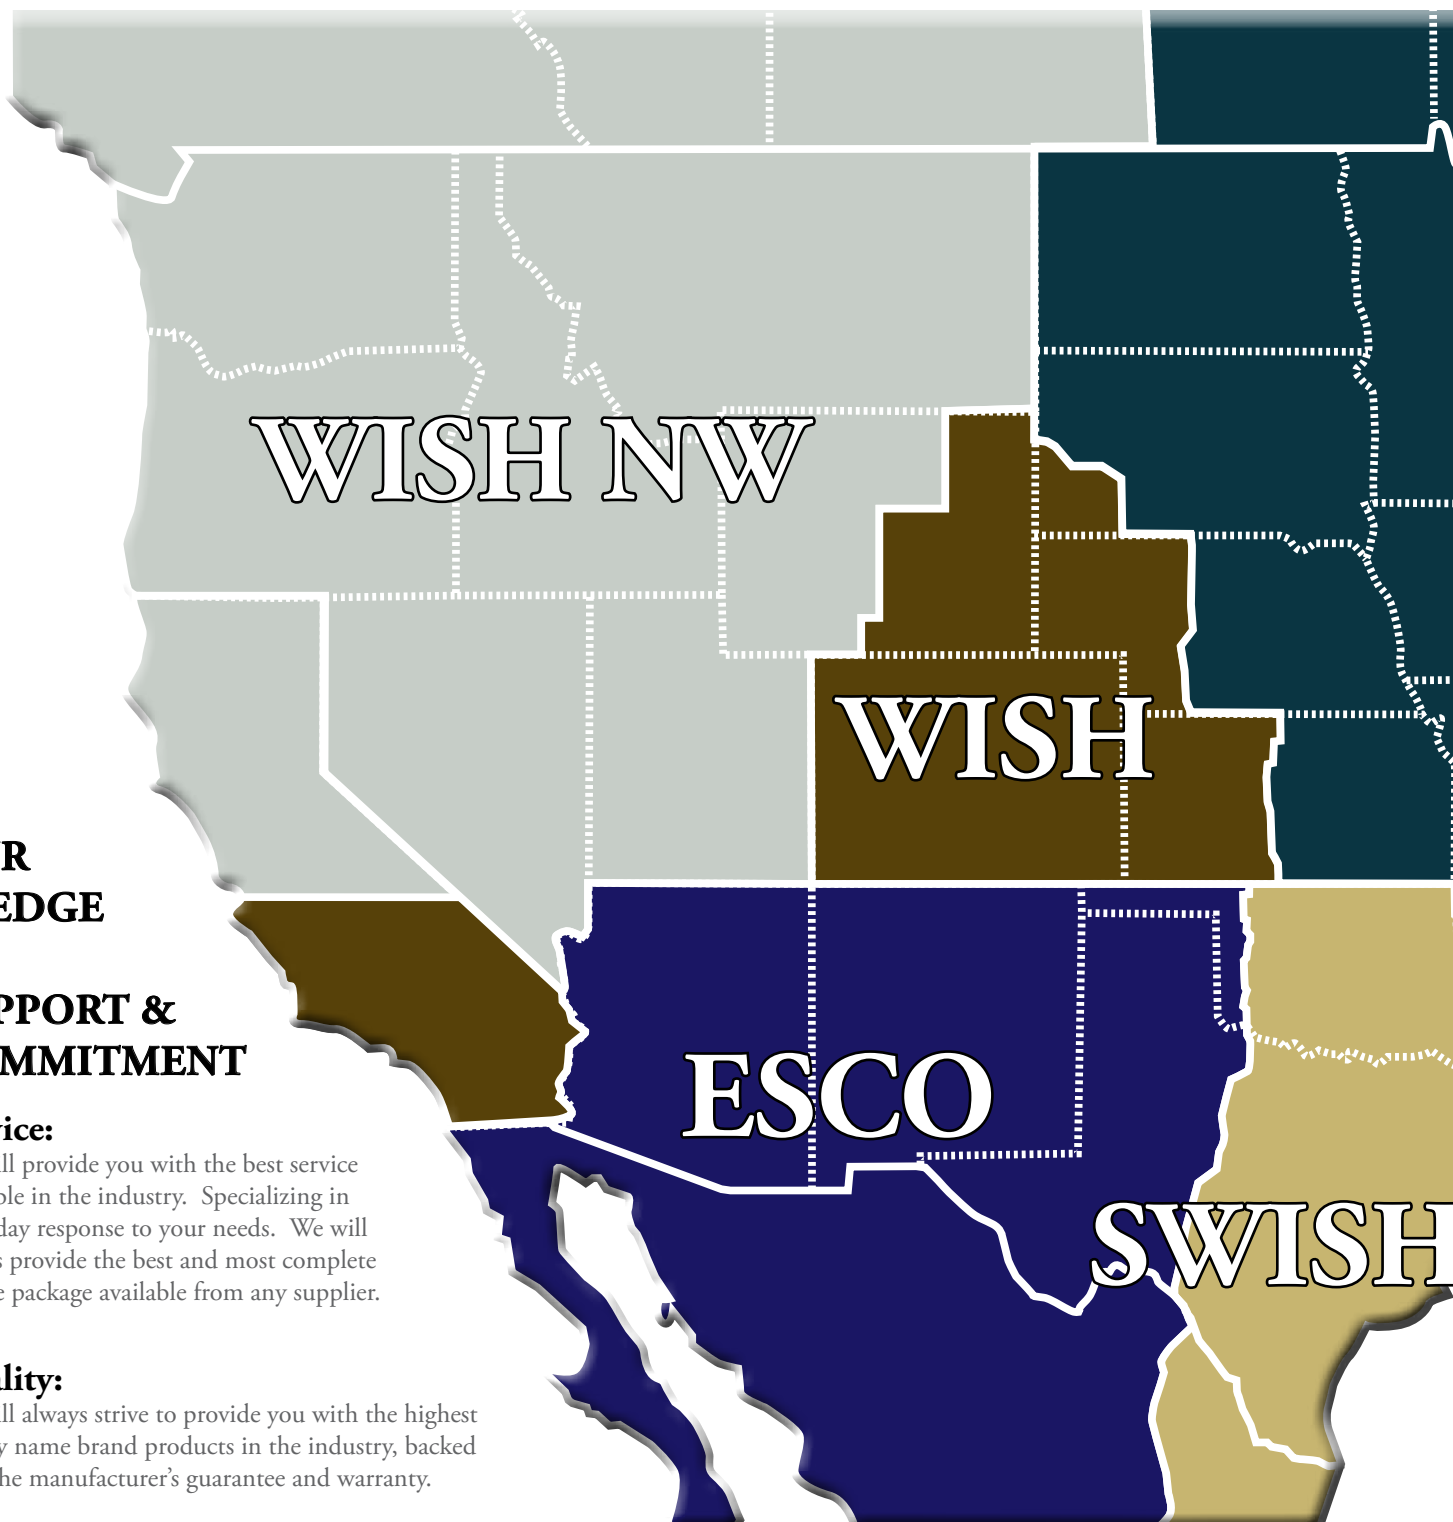 WISH NW
WISH
R
EDGE
PPORT &
MMITMENT
ESCO
vice:
ll provide you with the best service
ble in the industry.  Specializing in
day response to your needs.  We will
s provide the best and most complete
e package available from any supplier.
SWISH
lity:
ll always strive to provide you with the highest
y name brand products in the industry, backed
he manufacturer’s guarantee and warranty.